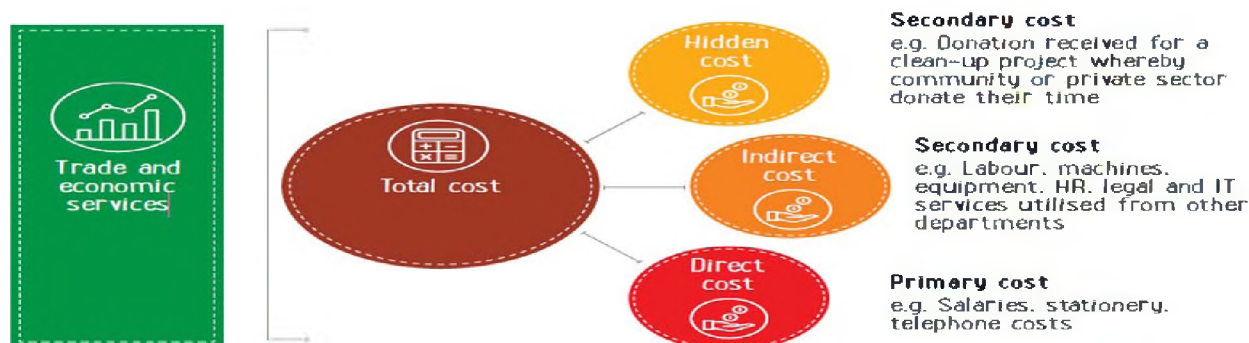 Trade and
economic
services
Total cost
Hidden
cost
Secondary cost
e.g. Donation received for a
clean-up project whereby
community or private sector
donate their time
Indirect
cost
Secondary cost
e.g. Labour, machines,
equipment, HR, legal and IT
services utilised from other
departments
Direct
cost
Primary cost
e.g. Salaries, stationery,
telephone costs